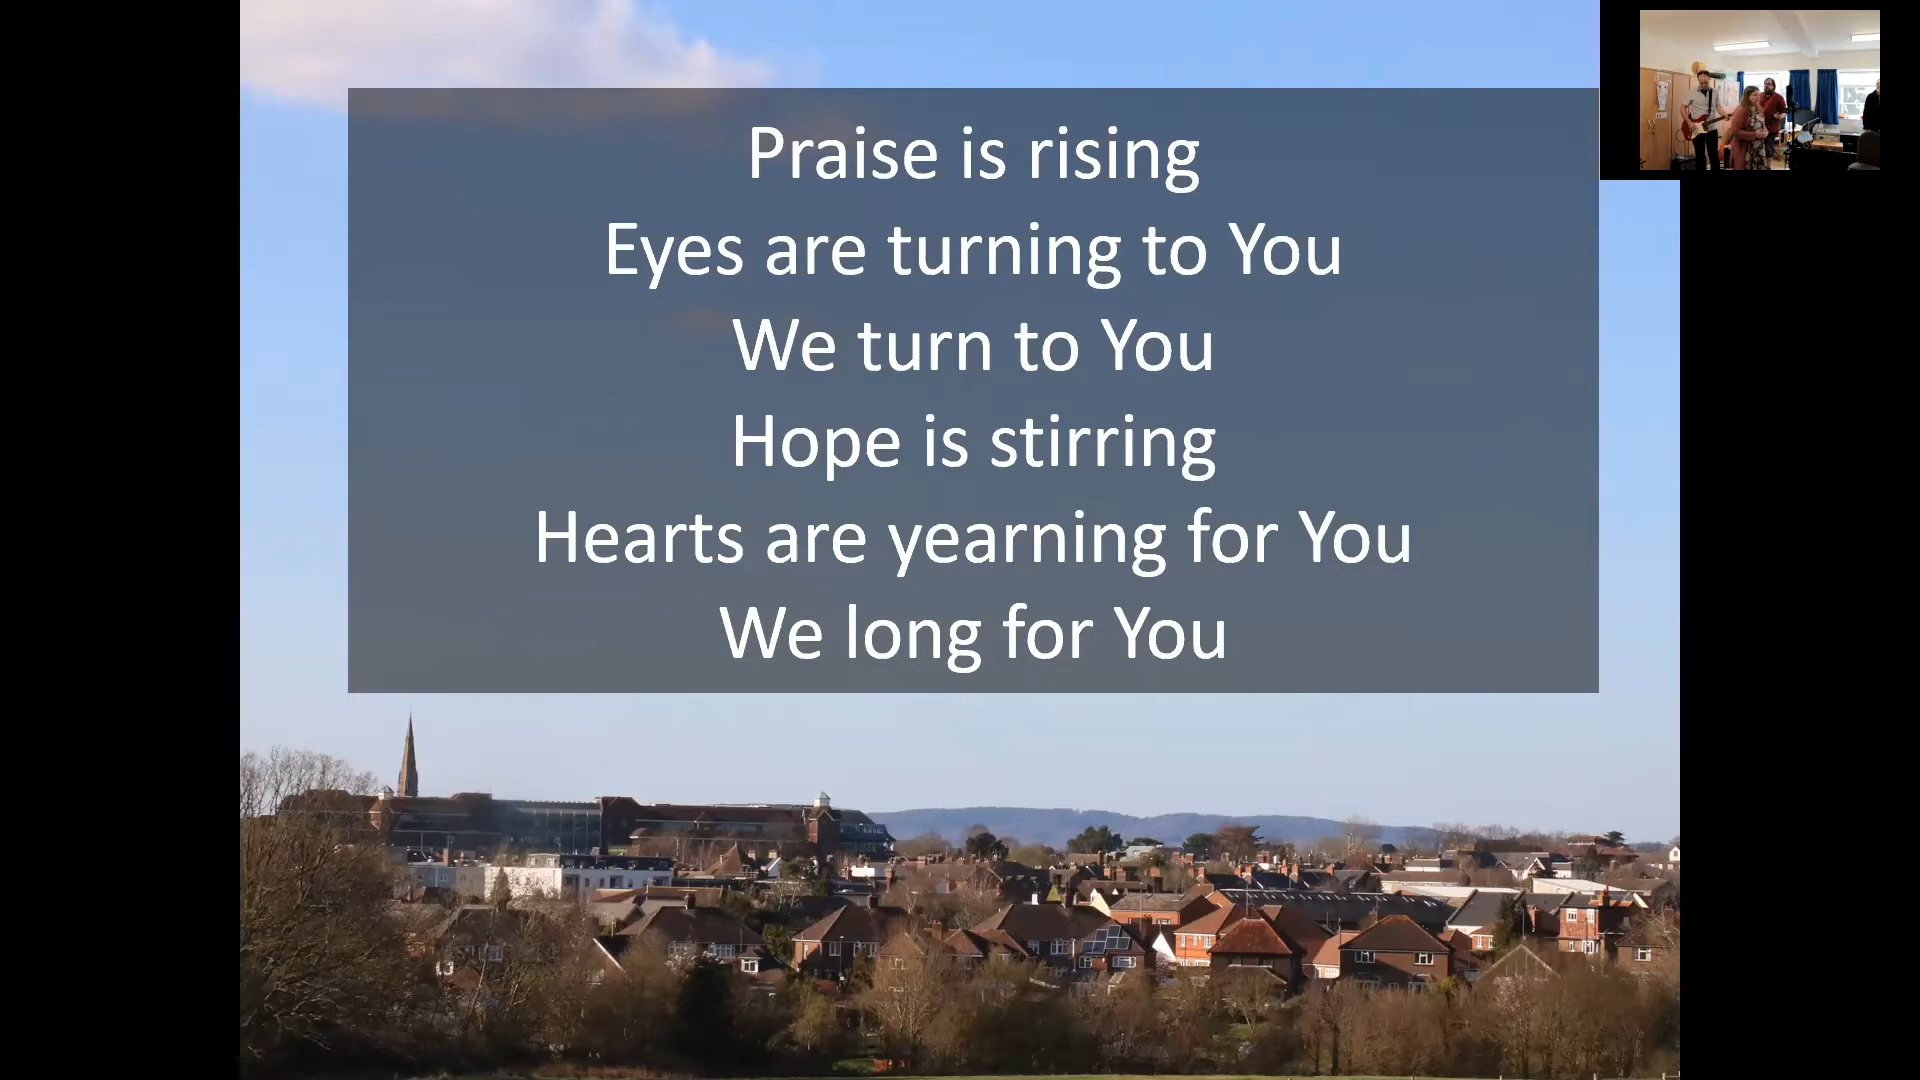 Praise is rising
Eyes are turning to You
We turn to You
Hope is stirring
Hearts are yearning for You
We long for You